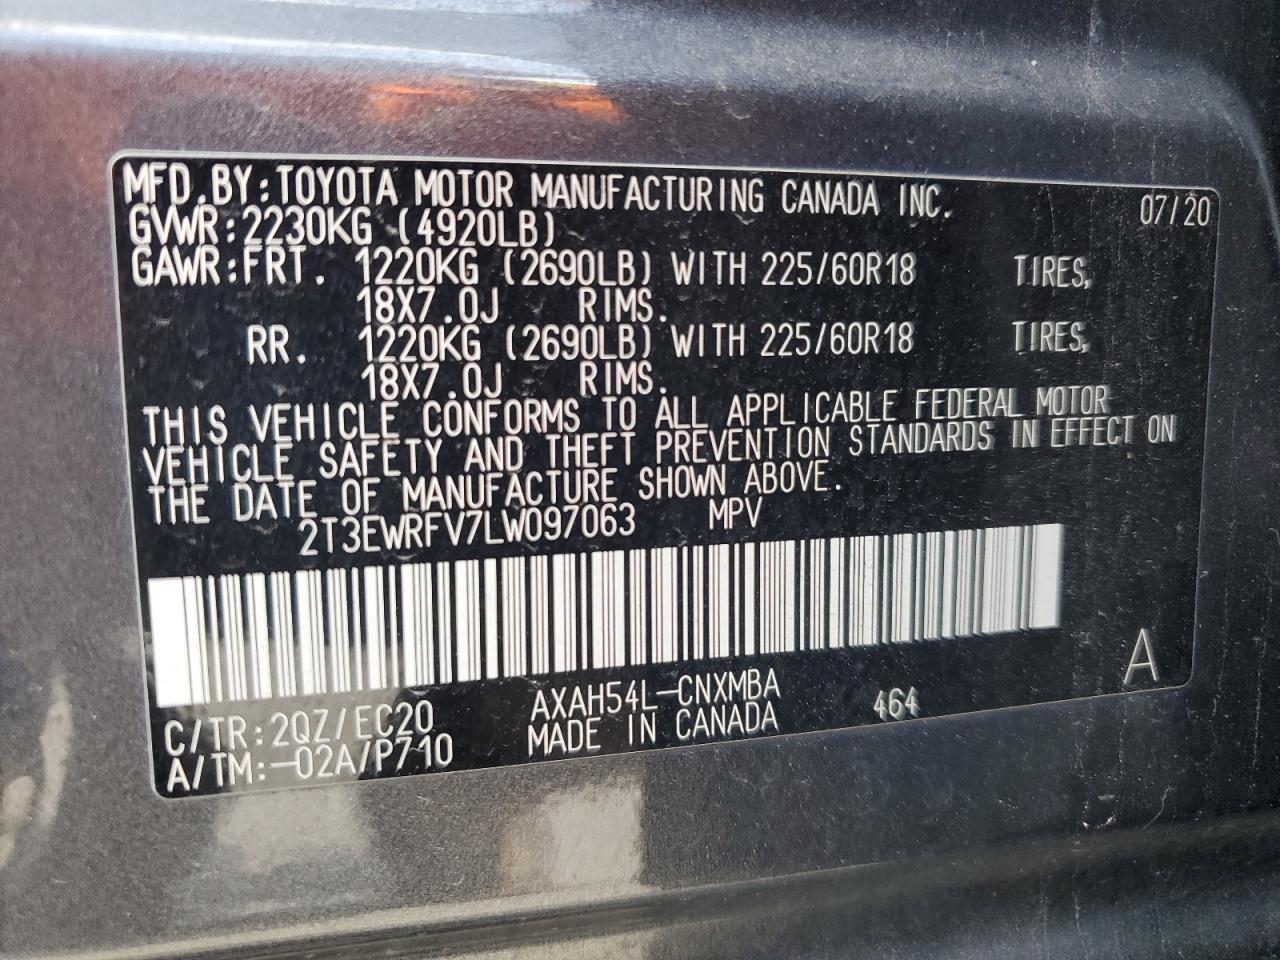 MFD.BY:TOYOTA MOTOR MANUFACTURING CANADA INC. 07/20
GVWR:2230KG (4920LB)
GAWR:FRT. 1220KG (2690LB) WITH 225/60R18 TIRES,
18X7.0J RIMS.
RR. 1220KG (2690LB) WITH 225/60R18 TIRES,
18X7.0J RIMS.
THIS VEHICLE CONFORMS TO ALL APPLICABLE FEDERAL MOTOR
VEHICLE SAFETY AND THEFT PREVENTION STANDARDS IN EFFECT ON
THE DATE OF MANUFACTURE SHOWN ABOVE.
2T3EWRFV7LW097063 MPV
A
C/TR:2QZ/EC20 AXAH54L-CNXMBA 464
A/TM:-02A/P710 MADE IN CANADA